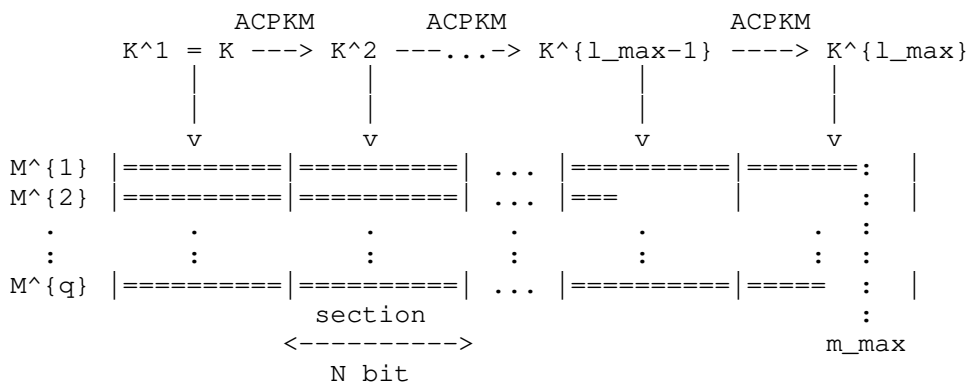 ACPKM            ACPKM                ACPKM
        K^1 = K ---> K^2 ---...-> K^{l_max-1} ----> K^{l_max}
            |          |                |           |
            |          |                |           |
            v          v                v           v
M^{1} |==========|==========| ... |==========|=======:  |
M^{2} |==========|==========| ... |===       |       :  |
  .        .          .        .       .          .  :
  :        :          :        :       :          :  :
M^{q} |==========|==========| ... |==========|=====  :  |
                   section                           :
                 <---------->                      m_max
                    N bit